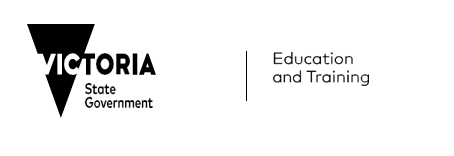 VICTORIA
State
Government
Education
and Training